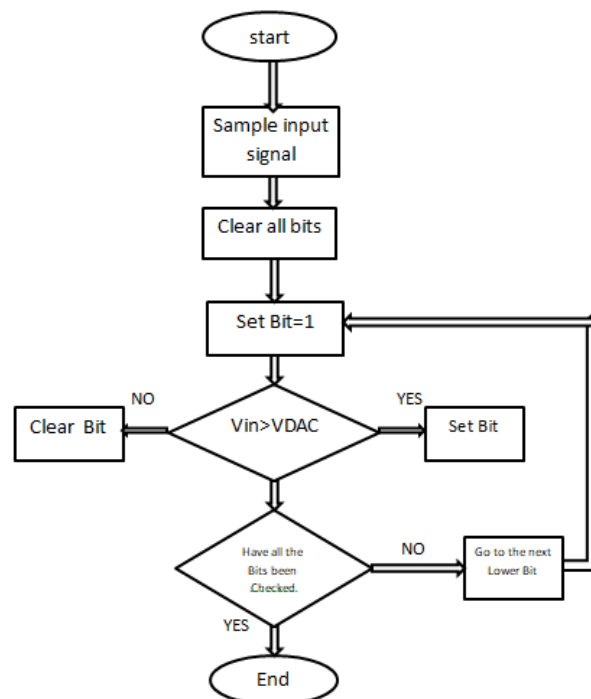 start
Sample input
signal
Clear all bits
Set Bit=1
NO
YES
Clear Bit
Vin>VDAC
Set Bit
Have all the
Bits been
Checked.
NO
Go to the next
Lower Bit
YES
End